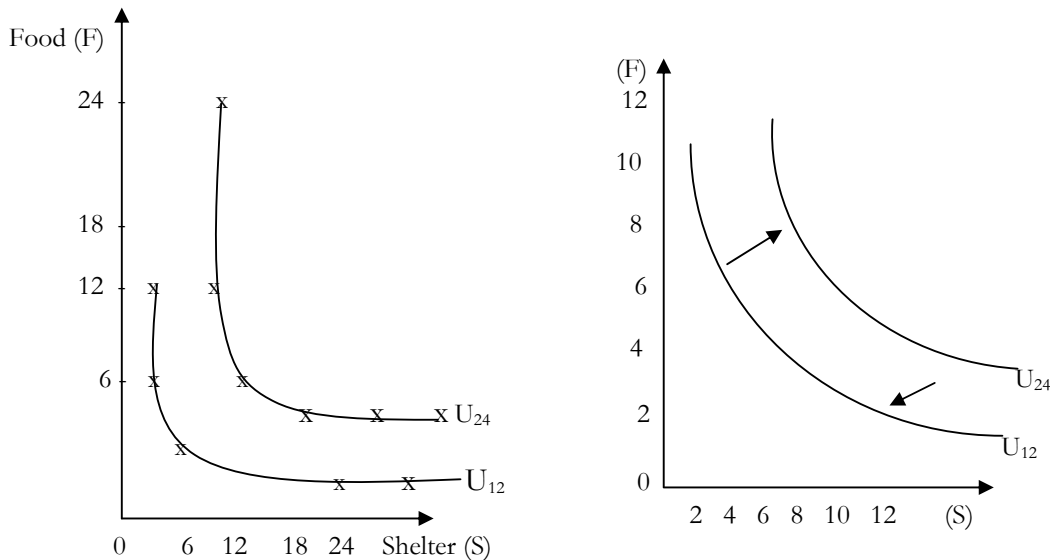 Food (F)
24
18
12
6
x
x
x
x
x
x
x
x U₂₄
x
x
x
x
x
U₁₂
0 6 12 18 24 Shelter (S)
(F)
12
10
8
6
4
2
0
U₂₄
U₁₂
2 4 6 8 10 12 (S)